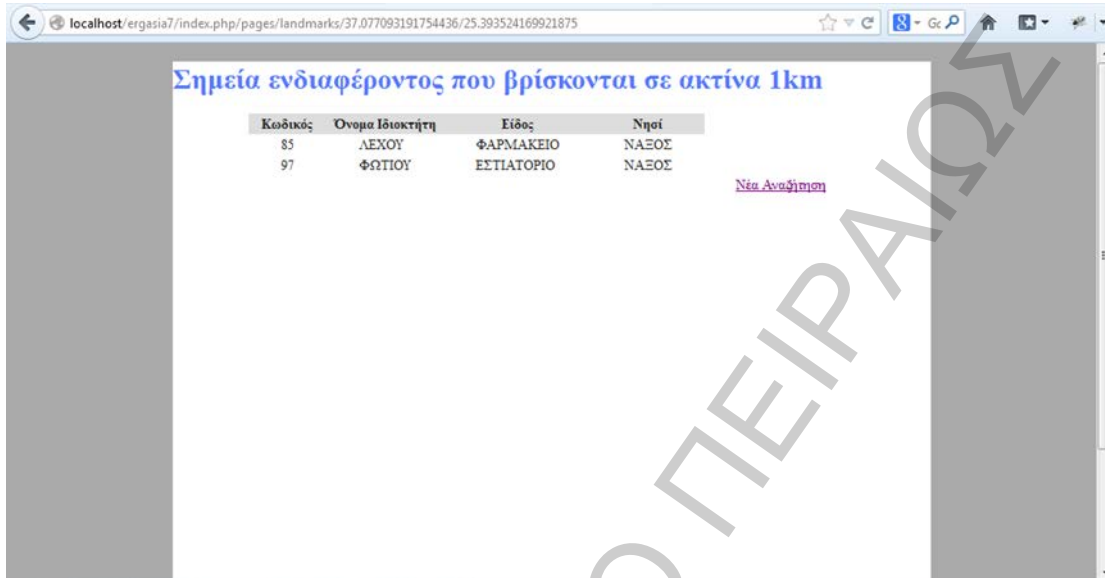 localhost/ergasia7/index.php/pages/landmarks/37.077093191754436/25.393524169921875
Σημεία ενδιαφέροντος που βρίσκονται σε ακτίνα 1km
Κωδικός Όνομα Ιδιοκτήτη Είδος Νησί
85 ΛΕΧΟΥ ΦΑΡΜΑΚΕΙΟ ΝΑΞΟΣ
97 ΦΩΤΙΟΥ ΕΣΤΙΑΤΟΡΙΟ ΝΑΞΟΣ
Νέα Αναζήτηση
Ο ΠΕΙΡΑΙΩΣ